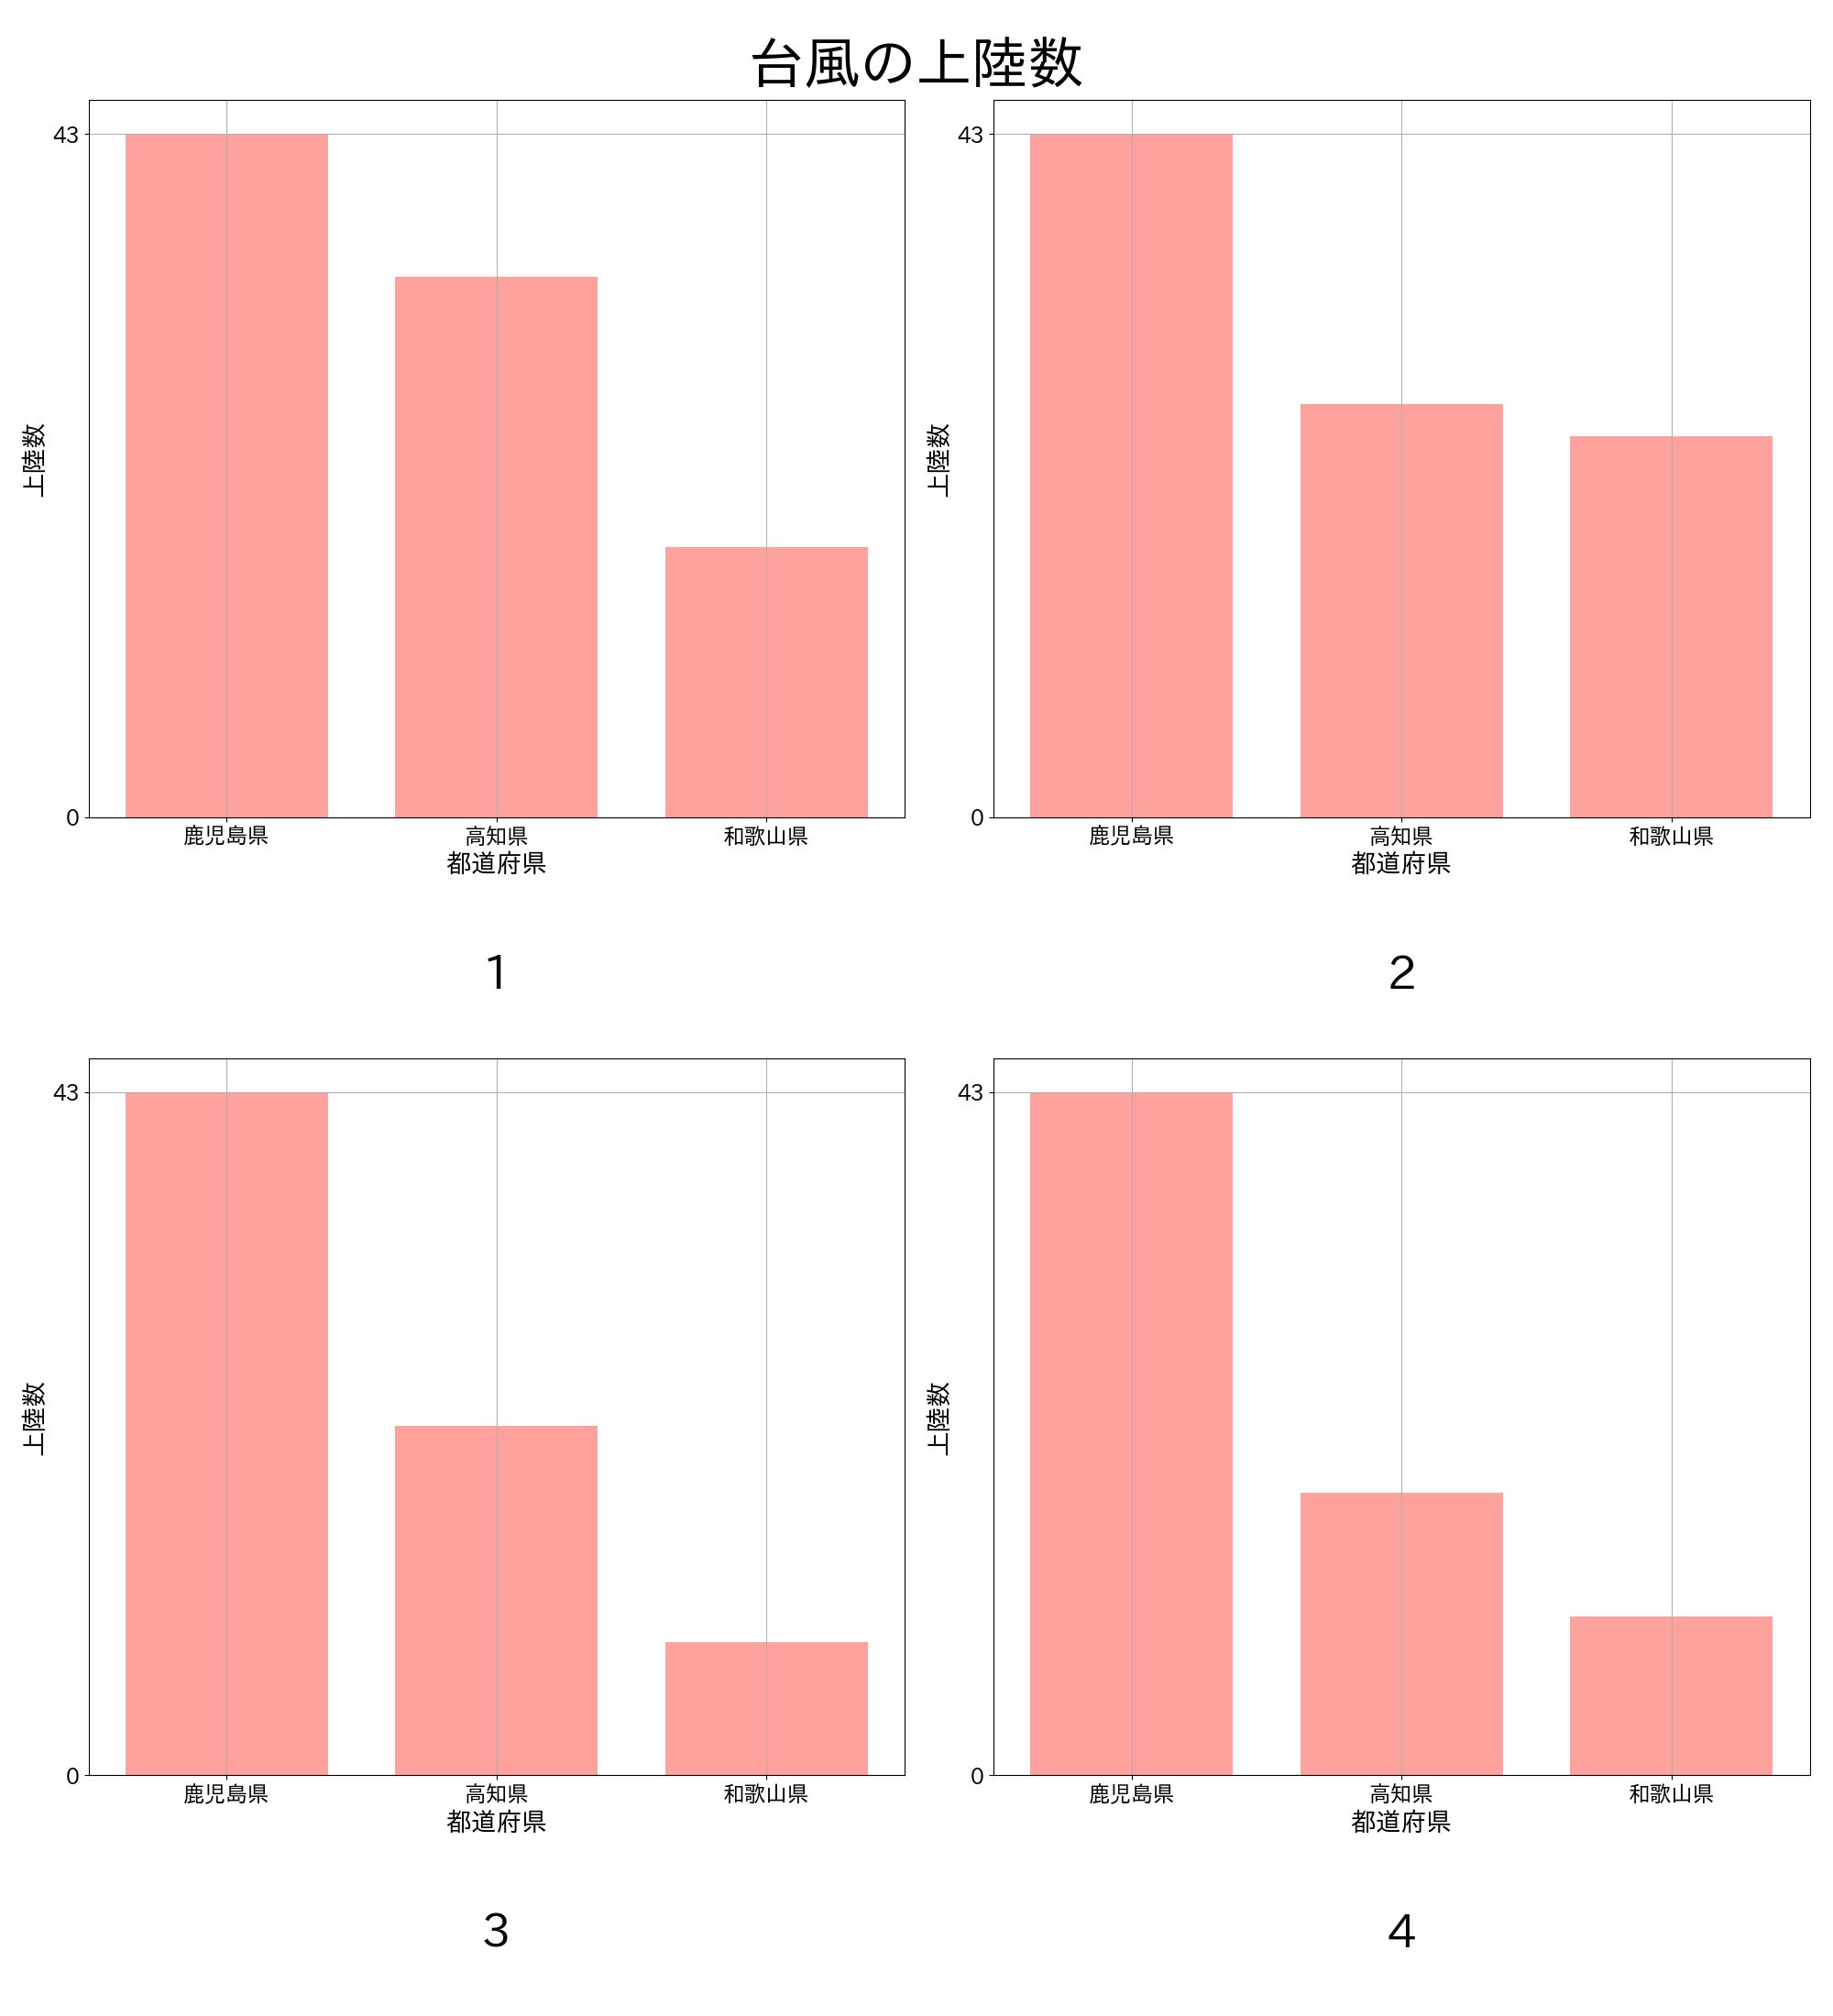 台風の上陸数
43
0
上陸数
鹿児島県 高知県 和歌山県
都道府県
1
43
0
上陸数
鹿児島県 高知県 和歌山県
都道府県
2
43
0
上陸数
鹿児島県 高知県 和歌山県
都道府県
3
43
0
上陸数
鹿児島県 高知県 和歌山県
都道府県
4